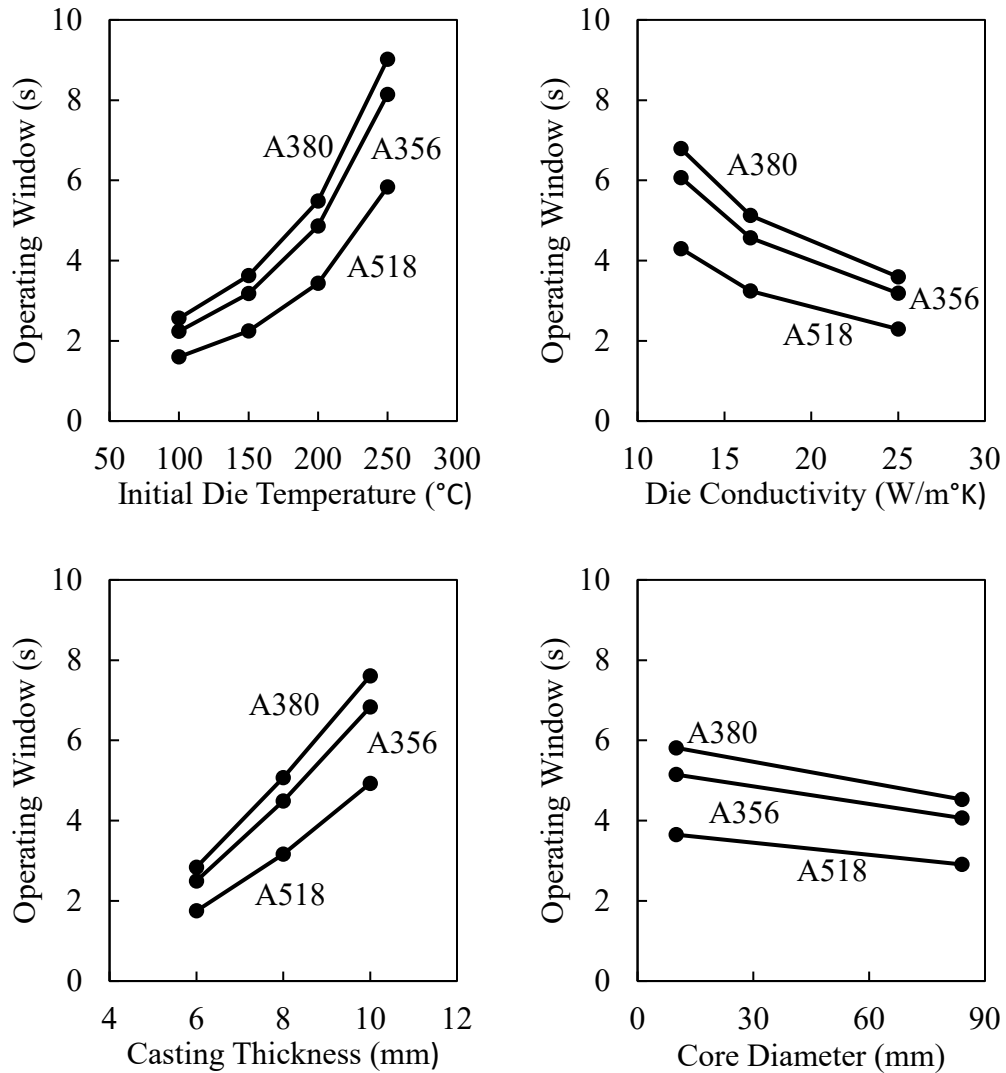 Operating Window (s)
10
8
6
4
2
0
A380
A356
A518
50 100 150 200 250 300
Initial Die Temperature (°C)
Operating Window (s)
10
8
6
4
2
0
A380
A356
A518
10 15 20 25 30
Die Conductivity (W/m°K)
Operating Window (s)
10
8
6
4
2
0
A380
A356
A518
4 6 8 10 12
Casting Thickness (mm)
Operating Window (s)
10
8
6
4
2
0
A380
A356
A518
0 30 60 90
Core Diameter (mm)